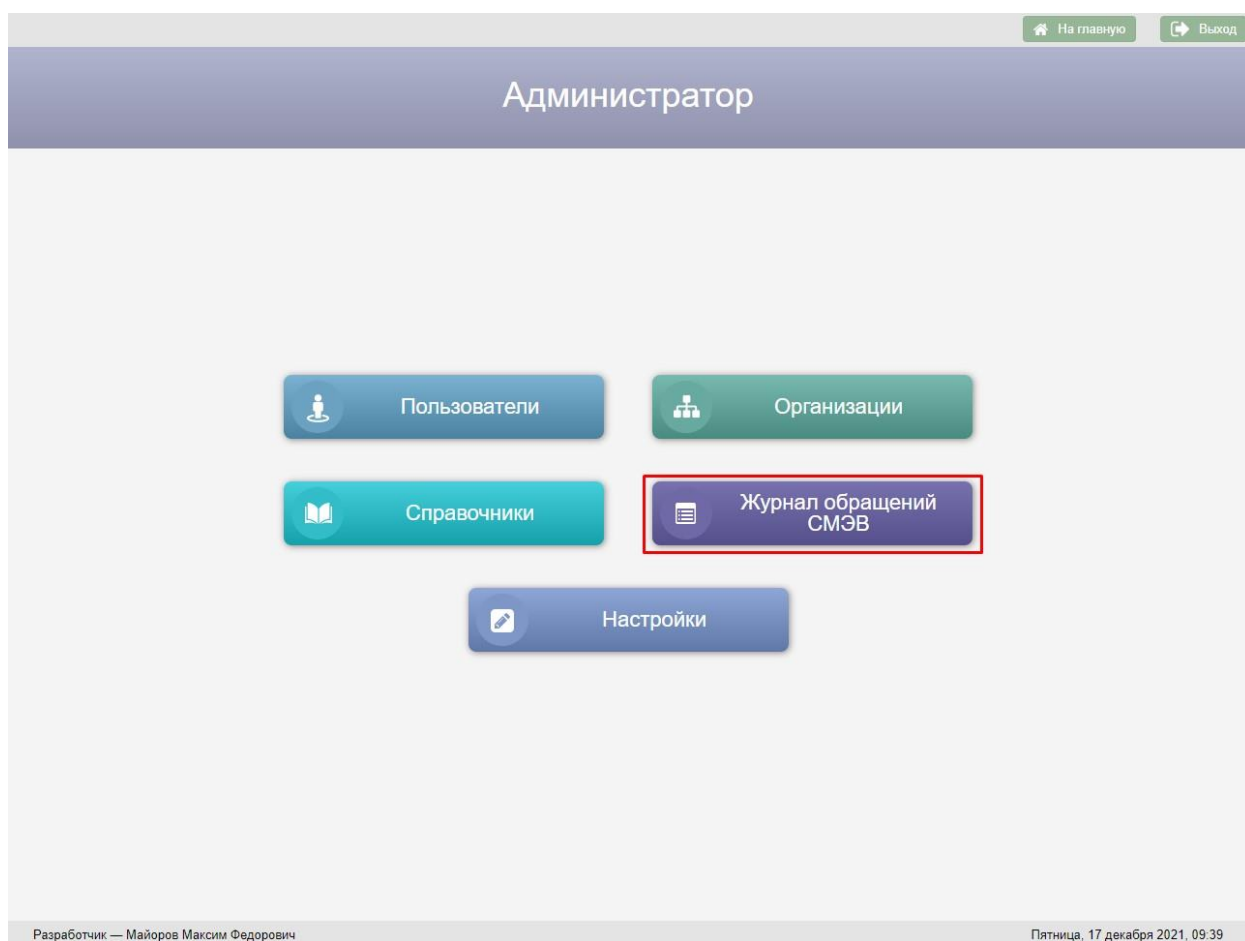 На главную
Выход
Администратор
Пользователи
Организации
Справочники
Журнал обращений
СМЭВ
Настройки
Разработчик — Майоров Максим Федорович
Пятница, 17 декабря 2021, 09:39